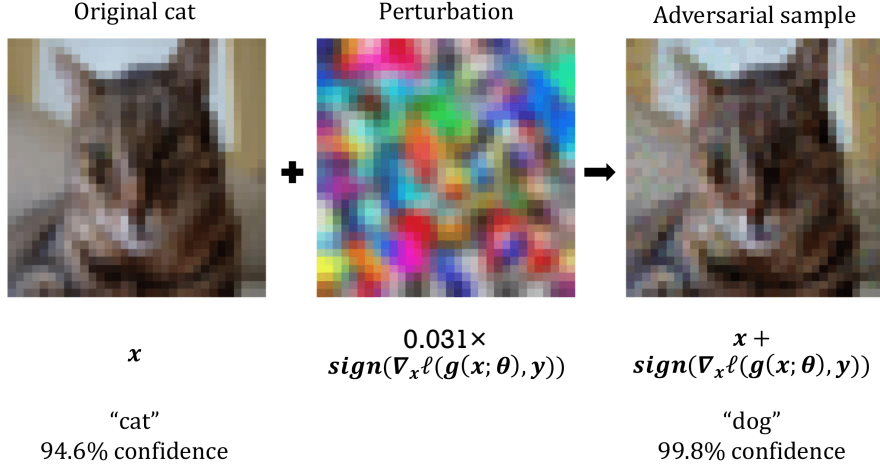 Original cat
Perturbation
Adversarial sample
x
0.031×
sign(∇ₓℓ(g(x; θ), y))
x +
sign(∇ₓℓ(g(x; θ), y))
“cat”
94.6% confidence
“dog”
99.8% confidence